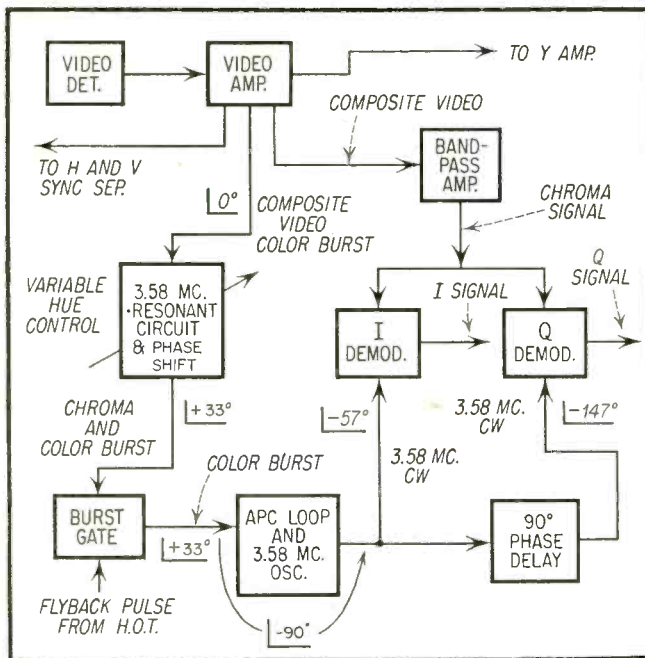 VIDEO
DET.
VIDEO
AMP.
TO Y AMP.
COMPOSITE VIDEO
TO H AND V
SYNC SEP.
BAND-
PASS
AMP.
0°
COMPOSITE
VIDEO
COLOR BURST
CHROMA
SIGNAL
VARIABLE
HUE
CONTROL
3.58 MC.
RESONANT
CIRCUIT
& PHASE
SHIFT
I SIGNAL
Q
SIGNAL
I
DEMOD.
Q
DEMOD.
CHROMA
AND
COLOR BURST
+33°
-57°
3.58 MC.
CW
3.58 MC.
CW
-147°
COLOR BURST
BURST
GATE
+33°
APC LOOP
AND
3.58 MC.
OSC.
90°
PHASE
DELAY
FLYBACK PULSE
FROM H.O.T.
-90°